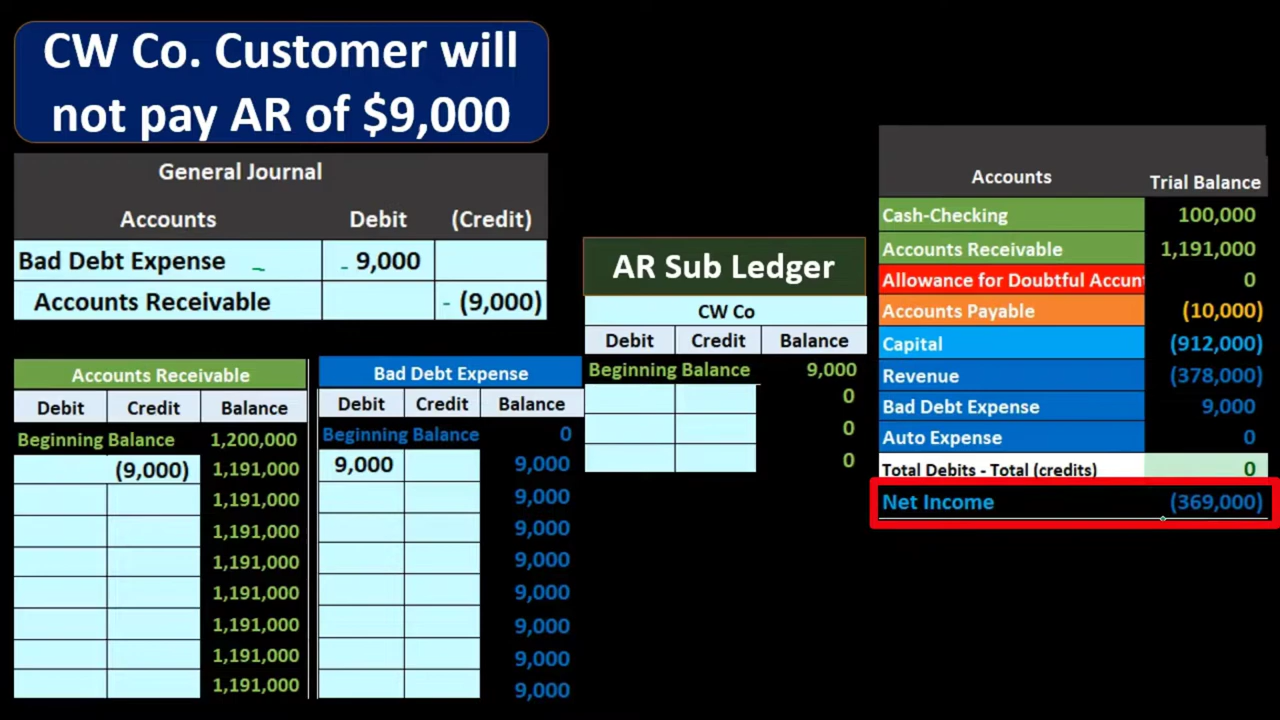 CW Co. Customer will
not pay AR of $9,000
General Journal
Accounts Debit (Credit)
Bad Debt Expense 9,000
Accounts Receivable (9,000)
Accounts Receivable
Debit Credit Balance
Beginning Balance 1,200,000
(9,000) 1,191,000
1,191,000
1,191,000
1,191,000
1,191,000
1,191,000
1,191,000
1,191,000
Bad Debt Expense
Debit Credit Balance
Beginning Balance 0
9,000 9,000
9,000
9,000
9,000
9,000
9,000
9,000
9,000
AR Sub Ledger
CW Co
Debit Credit Balance
Beginning Balance 9,000
0
0
0
Accounts Trial Balance
Cash-Checking 100,000
Accounts Receivable 1,191,000
Allowance for Doubtful Accun 0
Accounts Payable (10,000)
Capital (912,000)
Revenue (378,000)
Bad Debt Expense 9,000
Auto Expense 0
Total Debits - Total (credits) 0
Net Income (369,000)